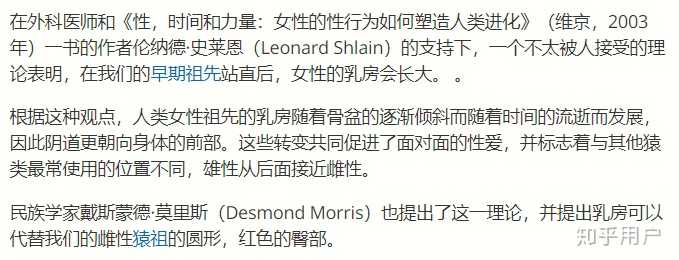 在外科医师和《性，时间和力量：女性的性行为如何塑造人类进化》（维京，2003
年）一书的作者伦纳德·史莱恩（Leonard Shlain）的支持下，一个不太被人接受的理
论表明，在我们的早期祖先站直后，女性的乳房会长大。 。
根据这种观点，人类女性祖先的乳房随着骨盆的逐渐倾斜而随着时间的流逝而发展，
因此阴道更朝向身体的前部。这些转变共同促进了面对面的性爱，并标志着与其他猿
类最常使用的位置不同，雄性从后面接近雌性。
民族学家戴斯蒙德·莫里斯（Desmond Morris）也提出了这一理论，并提出乳房可以
代替我们的雌性猿祖的圆形，红色的臀部。
知乎用户